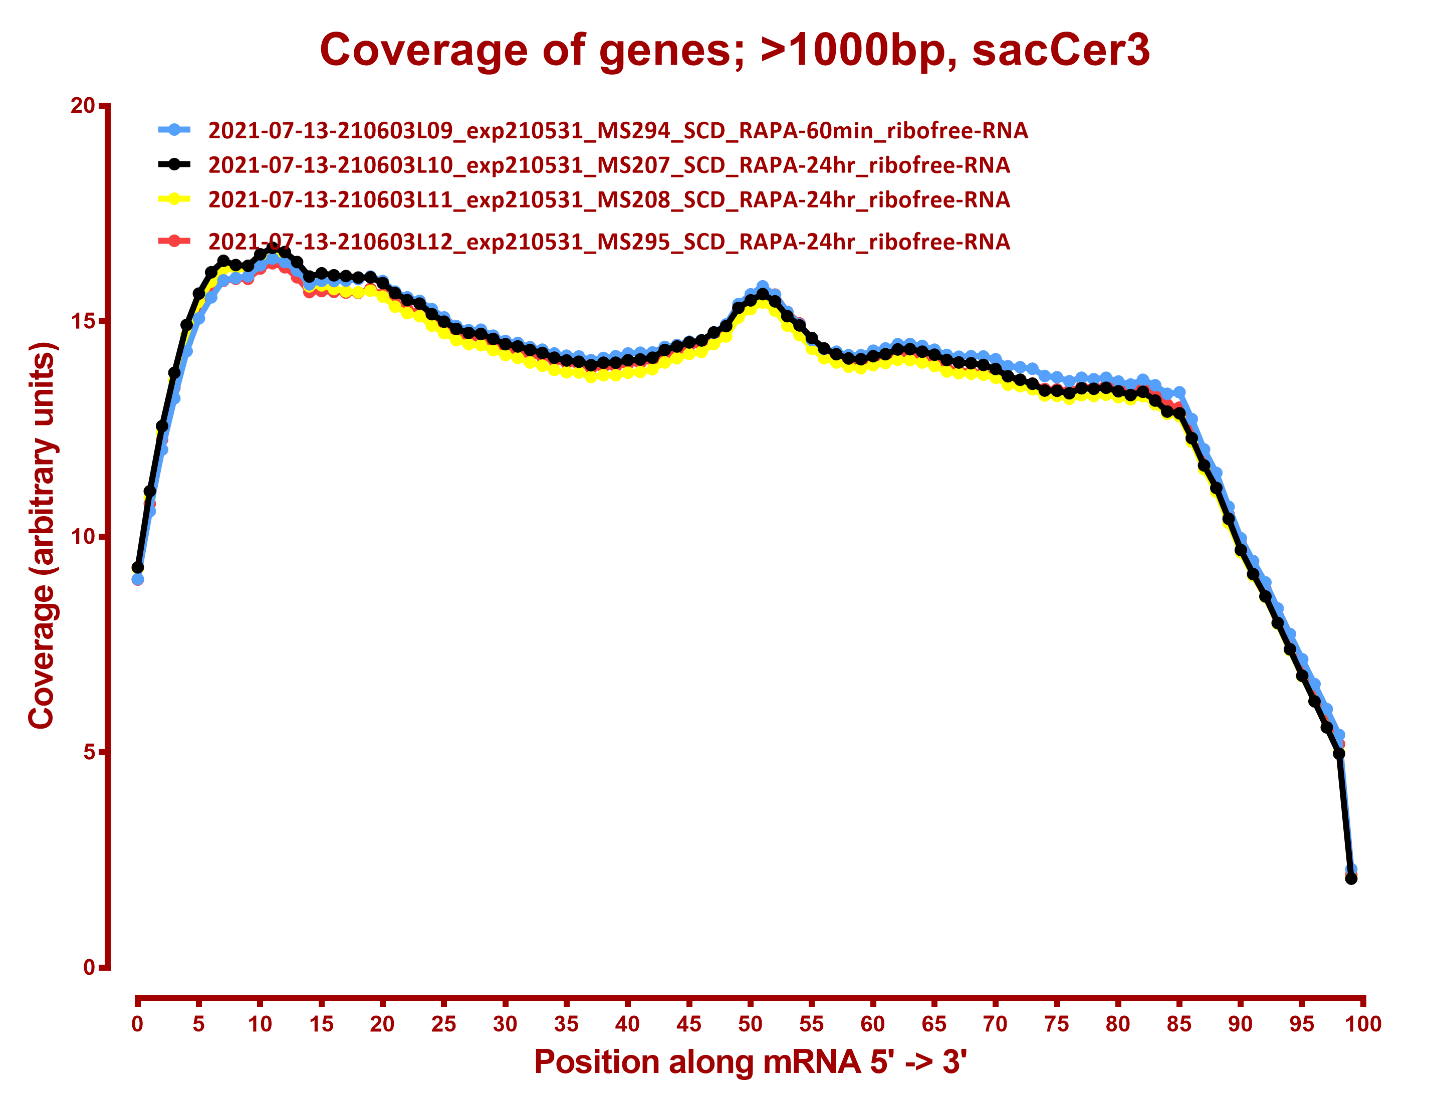 Coverage of genes; >1000bp, sacCer3
20
2021-07-13-210603L09_exp210531_MS294_SCD_RAPA-60min_ribofree-RNA
2021-07-13-210603L10_exp210531_MS207_SCD_RAPA-24hr_ribofree-RNA
2021-07-13-210603L11_exp210531_MS208_SCD_RAPA-24hr_ribofree-RNA
2021-07-13-210603L12_exp210531_MS295_SCD_RAPA-24hr_ribofree-RNA
15
10
5
0
Coverage (arbitrary units)
0 5 10 15 20 25 30 35 40 45 50 55 60 65 70 75 80 85 90 95 100
Position along mRNA 5' -> 3'